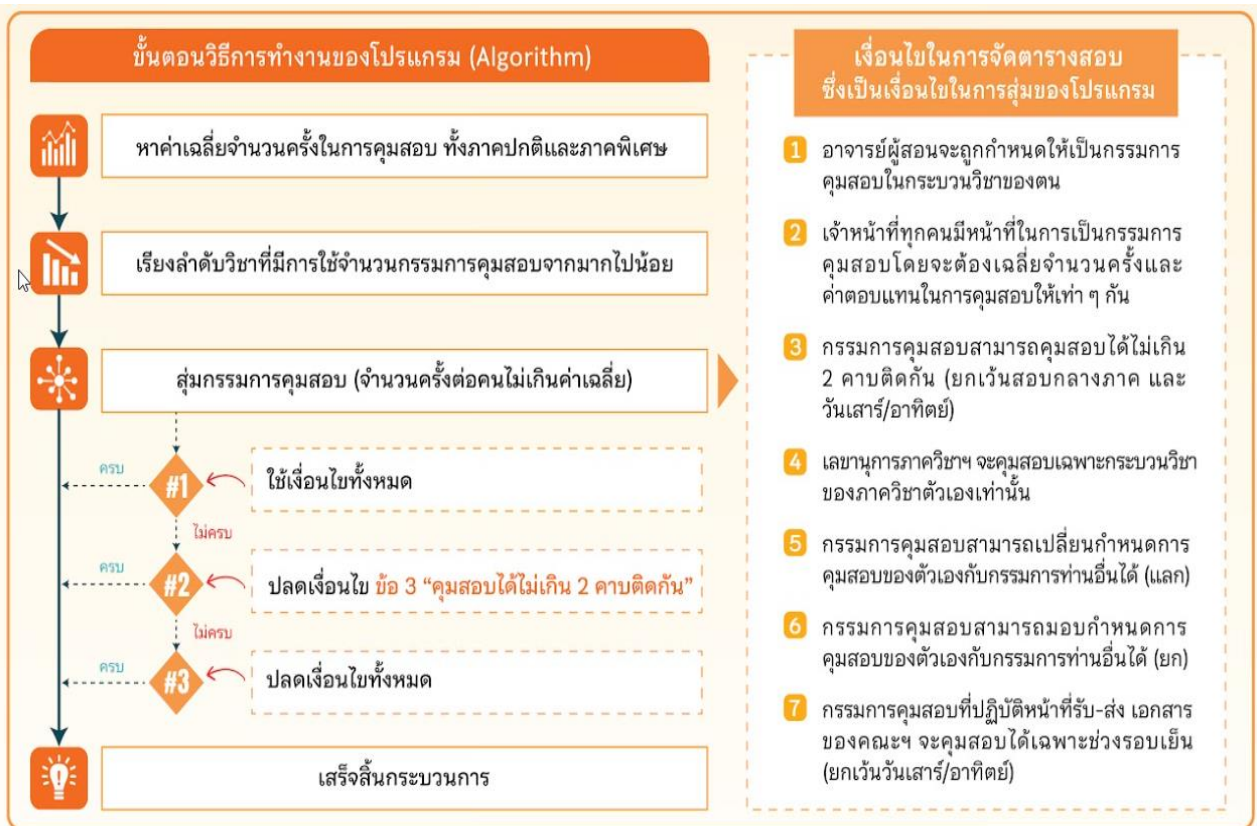 ขั้นตอนวิธีการทำงานของโปรแกรม (Algorithm)
หาค่าเฉลี่ยจำนวนครั้งในการคุมสอบ ทั้งภาคปกติและภาคพิเศษ
เรียงลำดับวิชาที่มีการใช้จำนวนกรรมการคุมสอบจากมากไปน้อย
สุ่มกรรมการคุมสอบ (จำนวนครั้งต่อคนไม่เกินค่าเฉลี่ย)
ครบ
#1
ใช้เงื่อนไขทั้งหมด
ไม่ครบ
ครบ
#2
ปลดเงื่อนไข ข้อ 3 “คุมสอบได้ไม่เกิน 2 คาบติดกัน”
ไม่ครบ
ครบ
#3
ปลดเงื่อนไขทั้งหมด
เสร็จสิ้นกระบวนการ
เงื่อนไขในการจัดตารางสอบ
ซึ่งเป็นเงื่อนไขในการสุ่มของโปรแกรม
1 อาจารย์ผู้สอนจะถูกกำหนดให้เป็นกรรมการ
คุมสอบในกระบวนวิชาของตน
2 เจ้าหน้าที่ทุกคนมีหน้าที่ในการเป็นกรรมการ
คุมสอบโดยจะต้องเฉลี่ยจำนวนครั้งและ
ค่าตอบแทนในการคุมสอบให้เท่า ๆ กัน
3 กรรมการคุมสอบสามารถคุมสอบได้ไม่เกิน
2 คาบติดกัน (ยกเว้นสอบกลางภาค และ
วันเสาร์/อาทิตย์)
4 เลขานุการภาควิชาฯ จะคุมสอบเฉพาะกระบวนวิชา
ของภาควิชาตัวเองเท่านั้น
5 กรรมการคุมสอบสามารถเปลี่ยนกำหนดการ
คุมสอบของตัวเองกับกรรมการท่านอื่นได้ (แลก)
6 กรรมการคุมสอบสามารถมอบกำหนดการ
คุมสอบของตัวเองกับกรรมการท่านอื่นได้ (ยก)
7 กรรมการคุมสอบที่ปฏิบัติหน้าที่รับ-ส่ง เอกสาร
ของคณะฯ จะคุมสอบได้เฉพาะช่วงรอบเย็น
(ยกเว้นวันเสาร์/อาทิตย์)